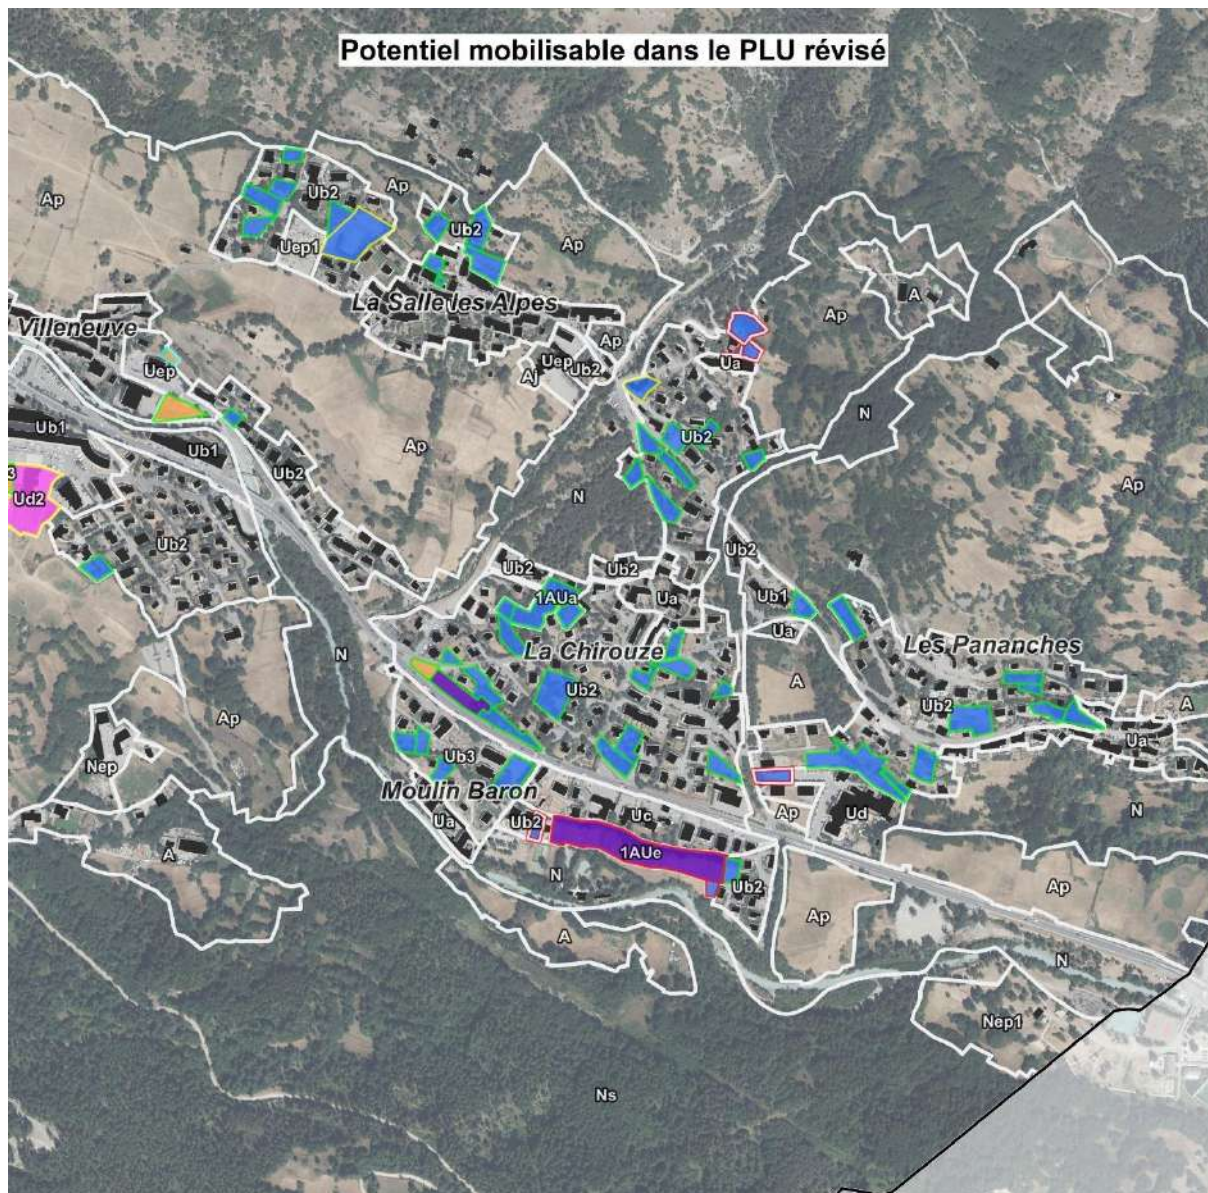 Potentiel mobilisable dans le PLU révisé
Ap
Ub2
Ap
Ub2
Uep1
Ap
A
Ap
La Salle les Alpes
Ua
Villeneuve
Ap
Uep
Uep
Ub2
Aj
Ua
N
Ub1
Ub1
Ap
Ub2
Ub2
Ap
3
Ud2
N
Ub2
Ub2
Ub2
Ub2
1AUa
Ua
Ub1
Ua
La Chirouze
Les Pananches
N
Ub2
A
A
Ap
Ub2
Ua
Nep
Ub3
Moulin Baron
N
Ap
Ud
Ua
Ub2
Uc
A
1AUe
N
Ub2
Ap
Ap
A
N
Nep1
Ns